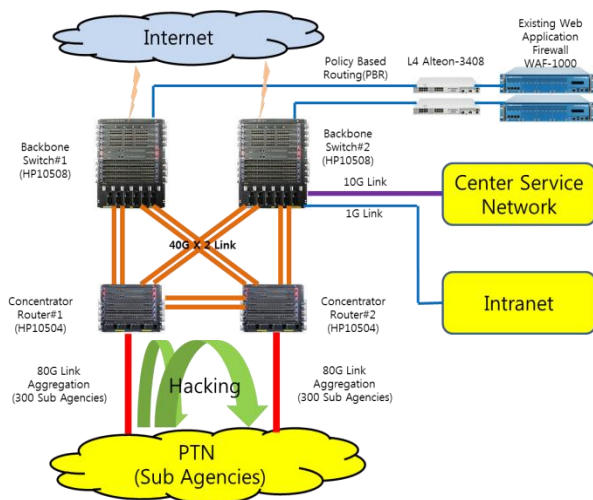 Internet
Policy Based
Routing(PBR)
L4 Alteon-3408
Existing Web
Application
Firewall
WAF-1000
Backbone
Switch#1
(HP10508)
Backbone
Switch#2
(HP10508)
10G Link
Center Service
Network
1G Link
40G X 2 Link
Intranet
Concentrator
Router#1
(HP10504)
Concentrator
Router#2
(HP10504)
80G Link
Aggregation
(300 Sub Agencies)
Hacking
80G Link
Aggregation
(300 Sub Agencies)
PTN
(Sub Agencies)